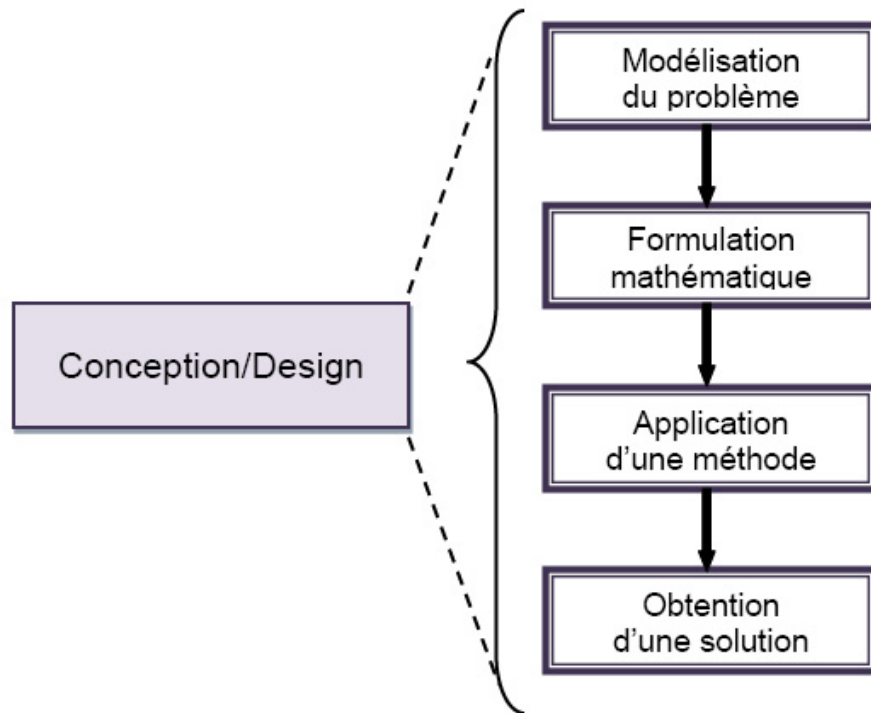 Modélisation
du problème
Formulation
mathématique
Conception/Design
Application
d'une méthode
Obtention
d'une solution